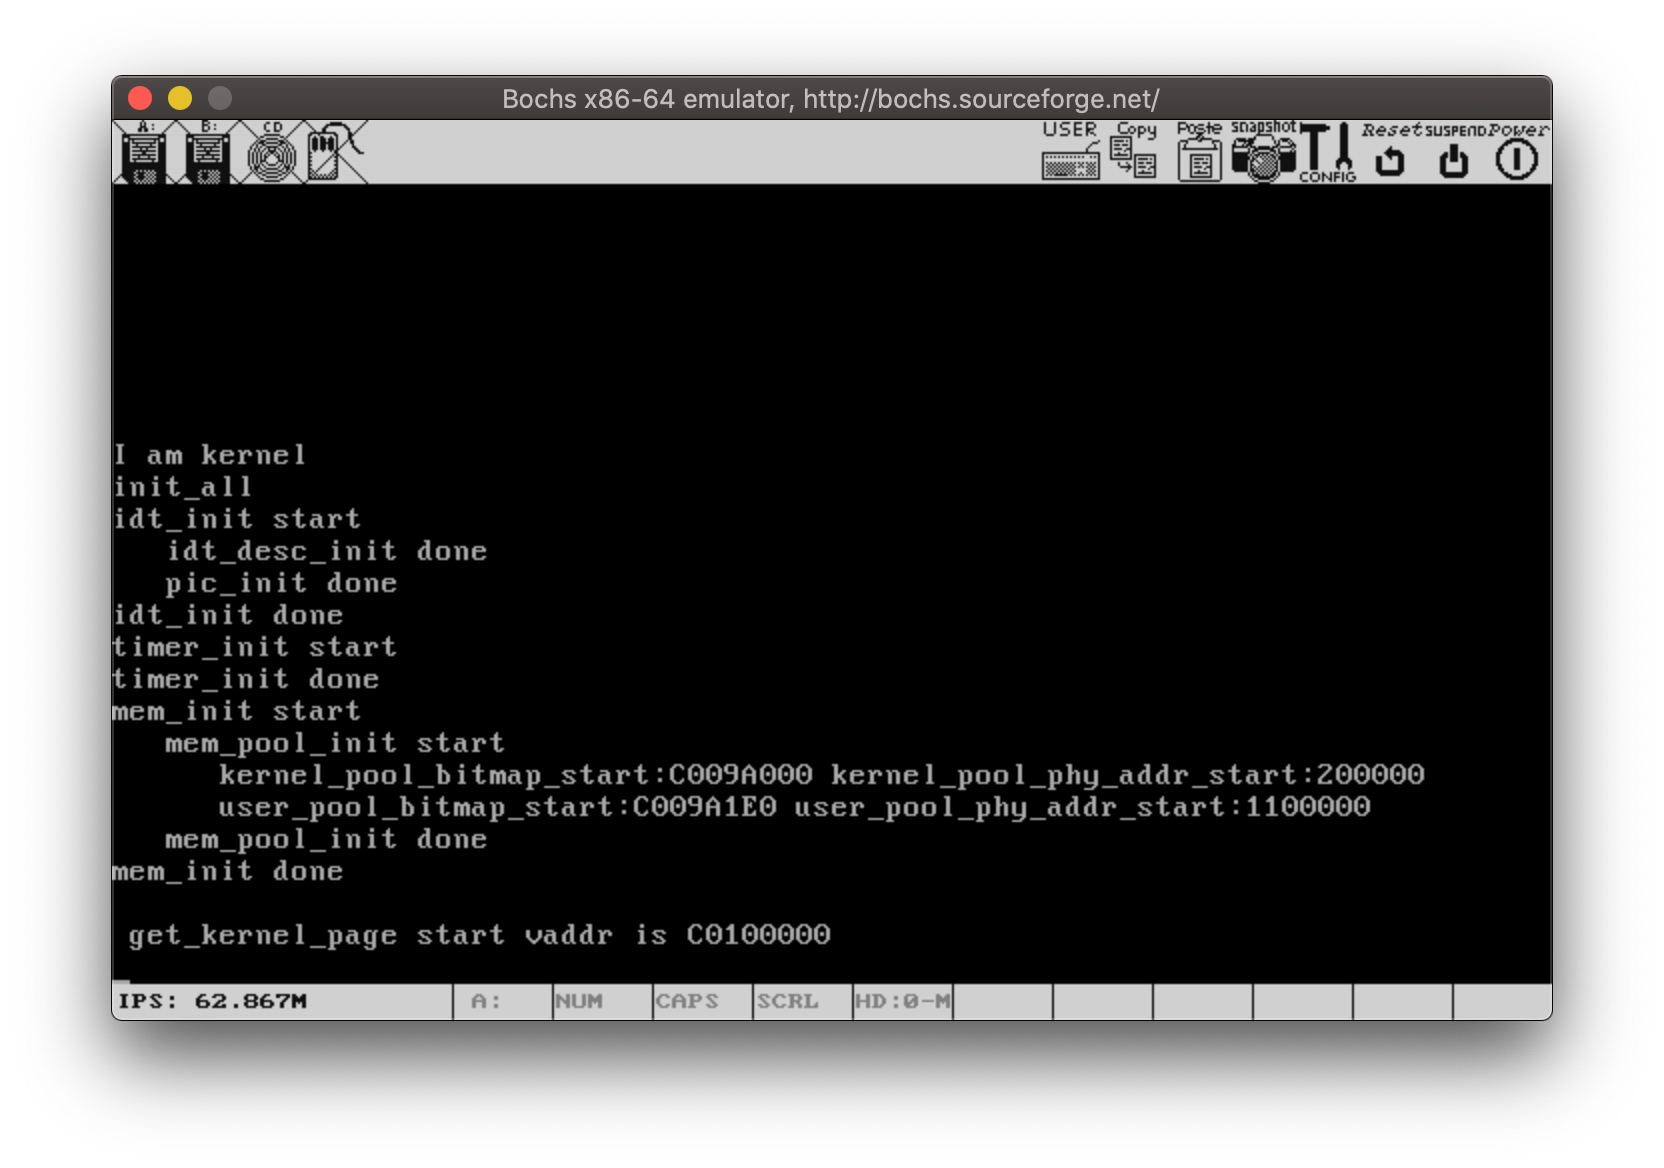 Bochs x86-64 emulator, http://bochs.sourceforge.net/
A: B: CD USER Copy Paste snapshot CONFIG Reset SUSPEND Power
I am kernel
init_all
idt_init start
   idt_desc_init done
   pic_init done
idt_init done
timer_init start
timer_init done
mem_init start
   mem_pool_init start
      kernel_pool_bitmap_start:C009A000 kernel_pool_phy_addr_start:200000
      user_pool_bitmap_start:C009A1E0 user_pool_phy_addr_start:1100000
   mem_pool_init done
mem_init done
 get_kernel_page start vaddr is C0100000
IPS: 62.867M A: NUM CAPS SCRL HD:0-M